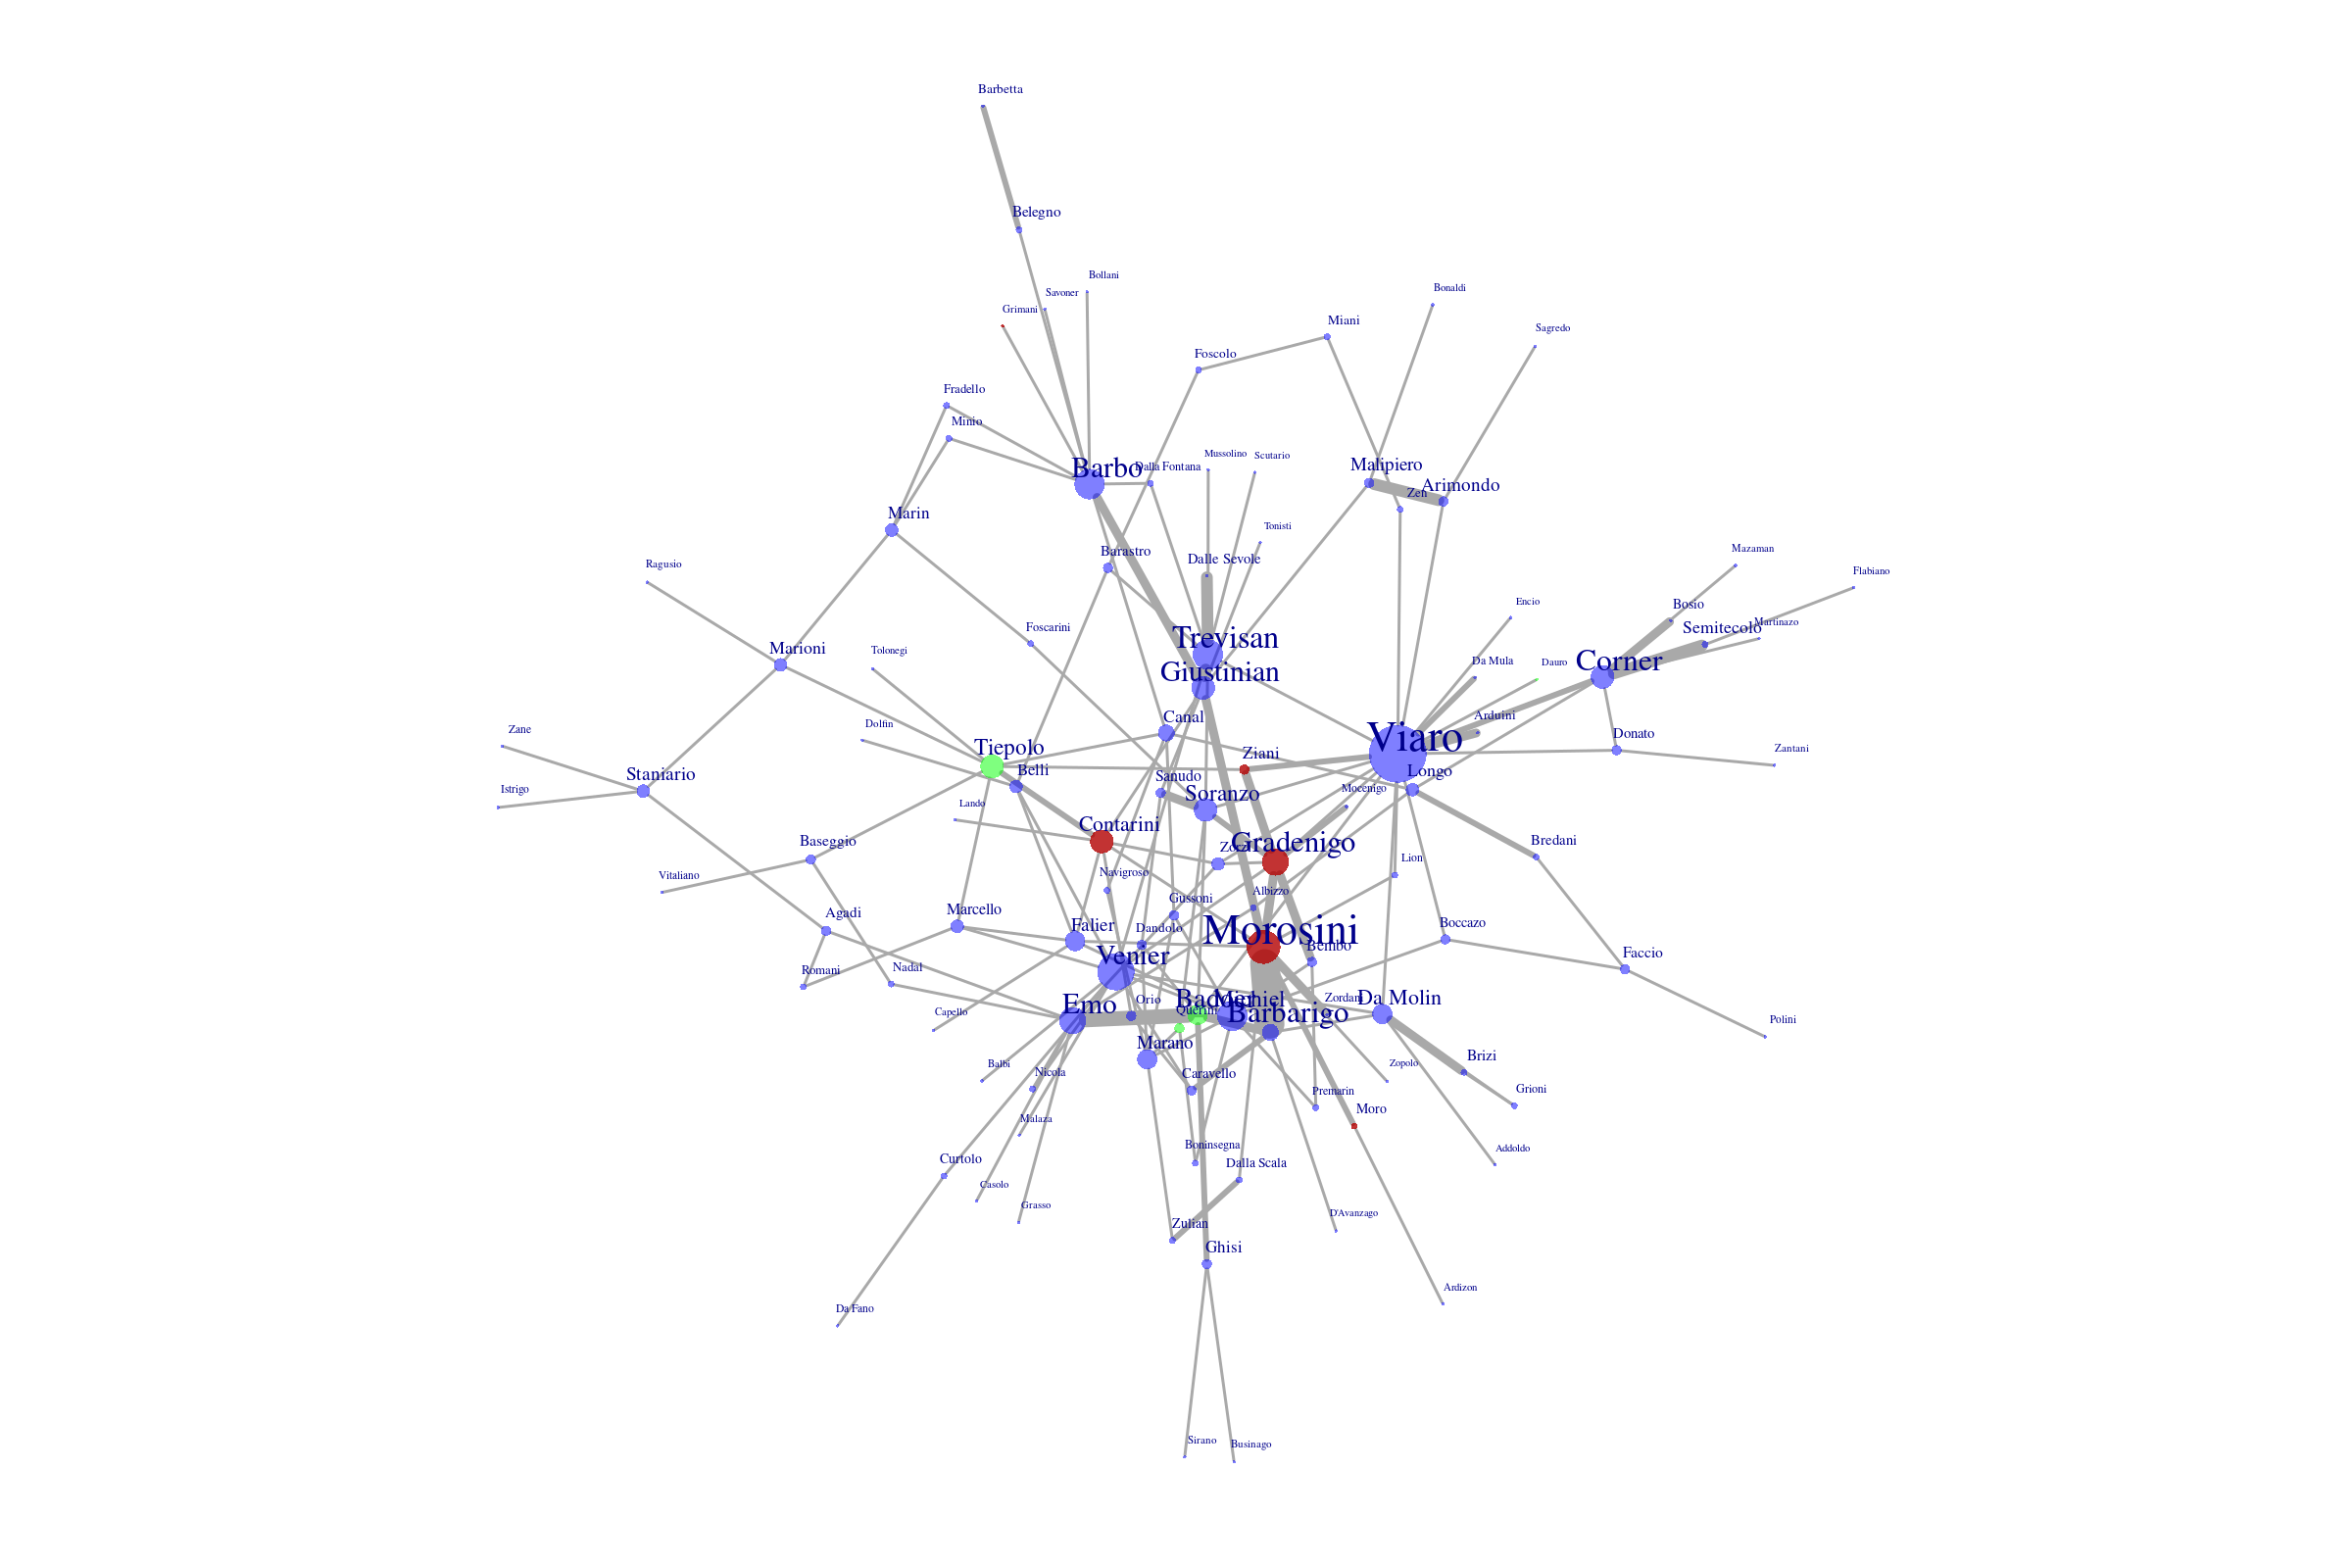 Barbetta
Belegno
Bollani
Savoner
Grimani
Bonaldi
Miani
Sagredo
Foscolo
Fradello
Minio
Barbo
Dalla Fontana
Mussolino
Scutario
Malipiero
Arimondo
Zen
Marin
Tonisti
Barastro
Dalle Sevole
Mazaman
Ragusio
Flabiano
Encio
Bosio
Semitecolo
Martinazo
Foscarini
Trevisan
Marioni
Tolonegi
Giustinian
Da Mula
Dauro
Corner
Canal
Arduini
Dolfin
Zane
Viaro
Donato
Tiepolo
Ziani
Zantani
Staniario
Belli
Sanudo
Longo
Istrigo
Soranzo
Mocenigo
Lando
Contarini
Baseggio
Gradenigo
Bredani
Lion
Vitaliano
Navigroso
Albizzo
Gussoni
Marcello
Agadi
Falier
Dandolo
Morosini
Boccazo
Bembo
Venier
Faccio
Romani
Nadal
Orio
Badoer
Michiel
Zordani
Da Molin
Emo
Capello
Querini
Barbarigo
Polini
Marano
Brizi
Balbi
Nicola
Caravello
Zopolo
Grioni
Premarin
Moro
Malaza
Boninsegna
Addoldo
Curtolo
Dalla Scala
Casolo
Grasso
Zulian
D'Avanzago
Ghisi
Ardizon
Da Fano
Sirano
Businago